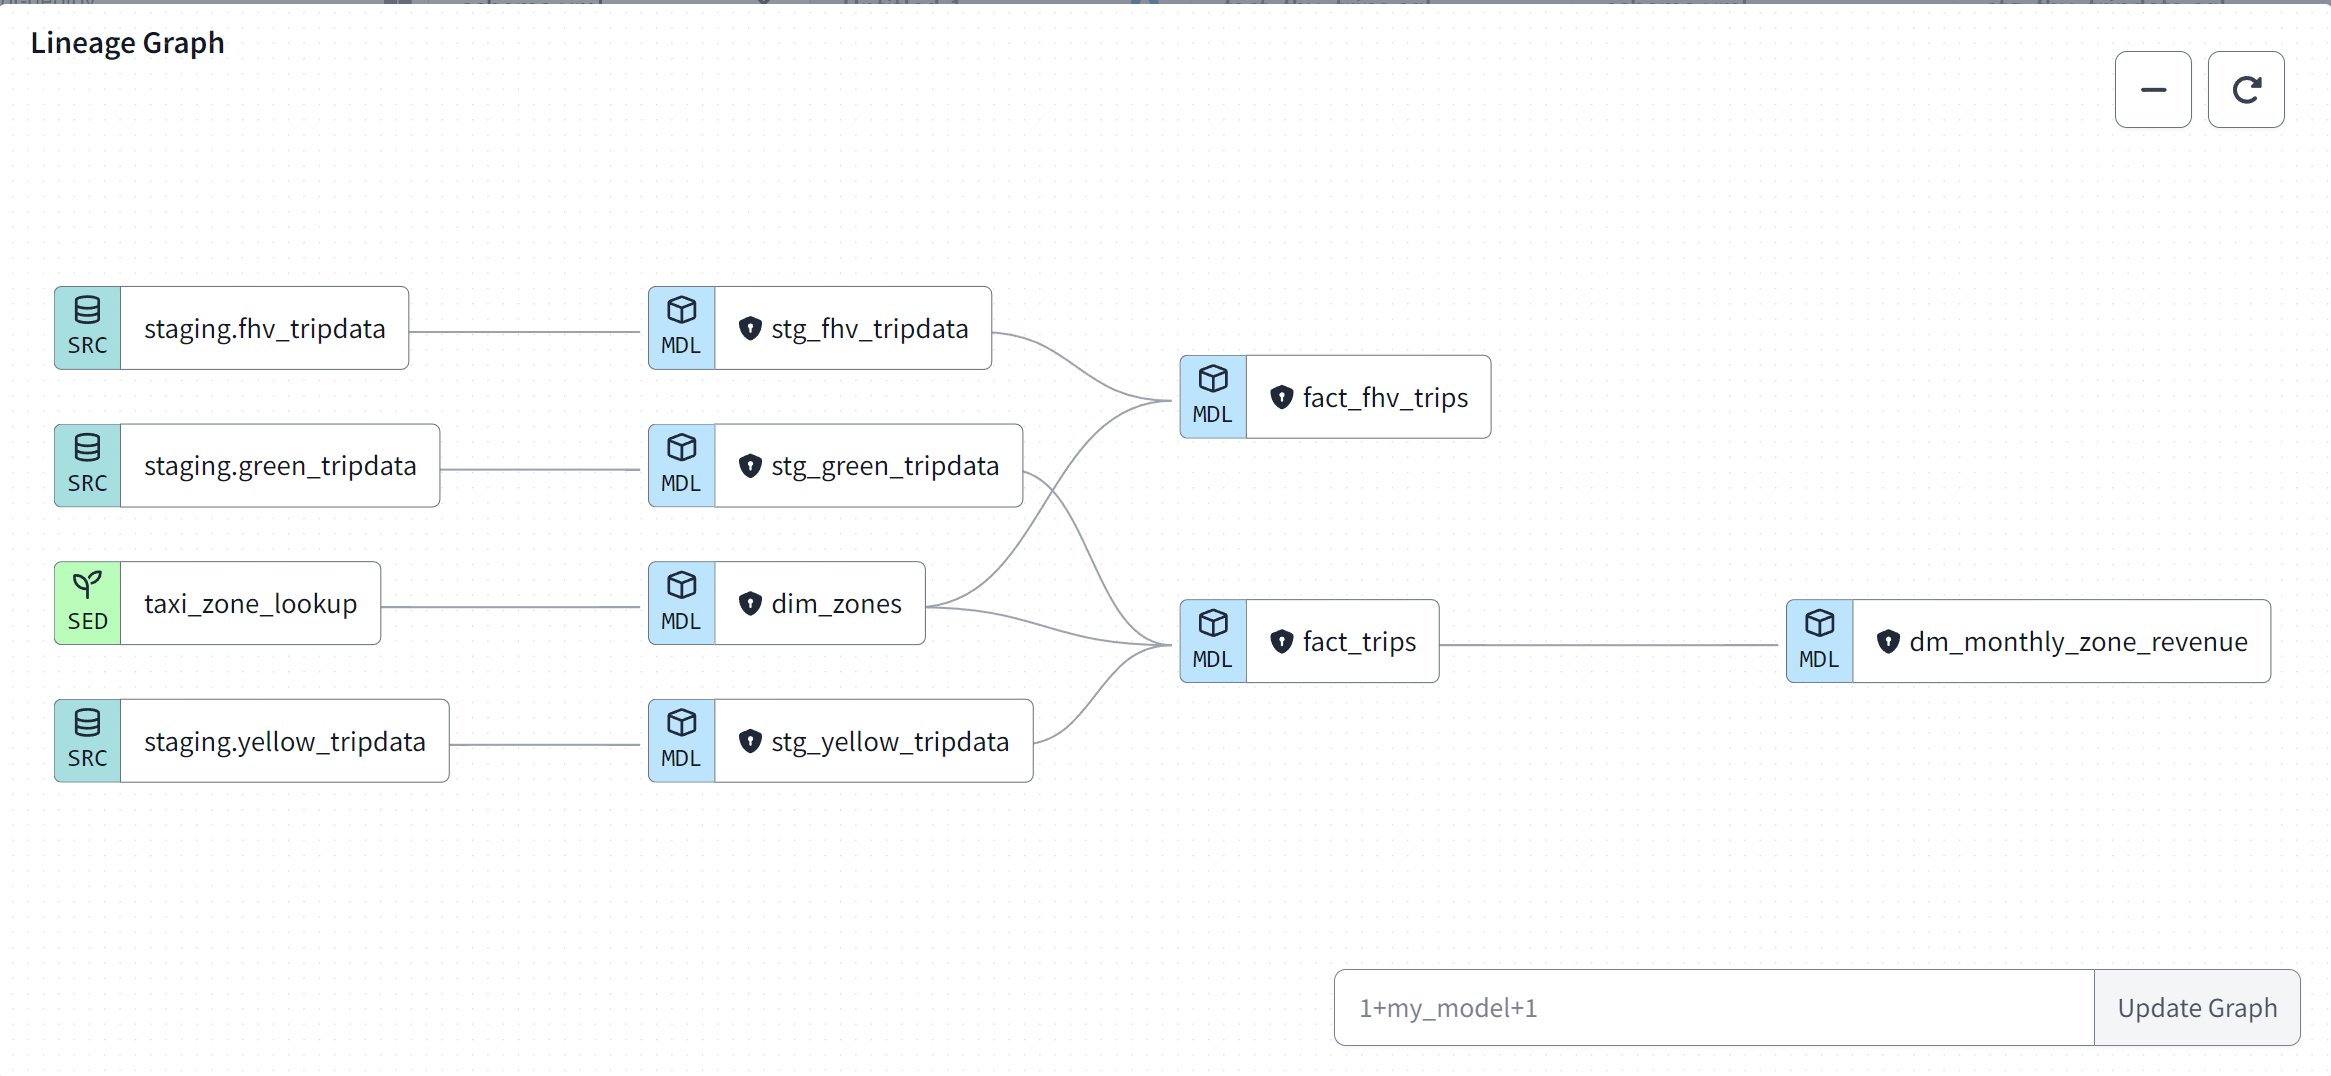 Lineage Graph
SRC
staging.fhv_tripdata
MDL
stg_fhv_tripdata
MDL
fact_fhv_trips
SRC
staging.green_tripdata
MDL
stg_green_tripdata
SED
taxi_zone_lookup
MDL
dim_zones
MDL
fact_trips
MDL
dm_monthly_zone_revenue
SRC
staging.yellow_tripdata
MDL
stg_yellow_tripdata
1+my_model+1
Update Graph